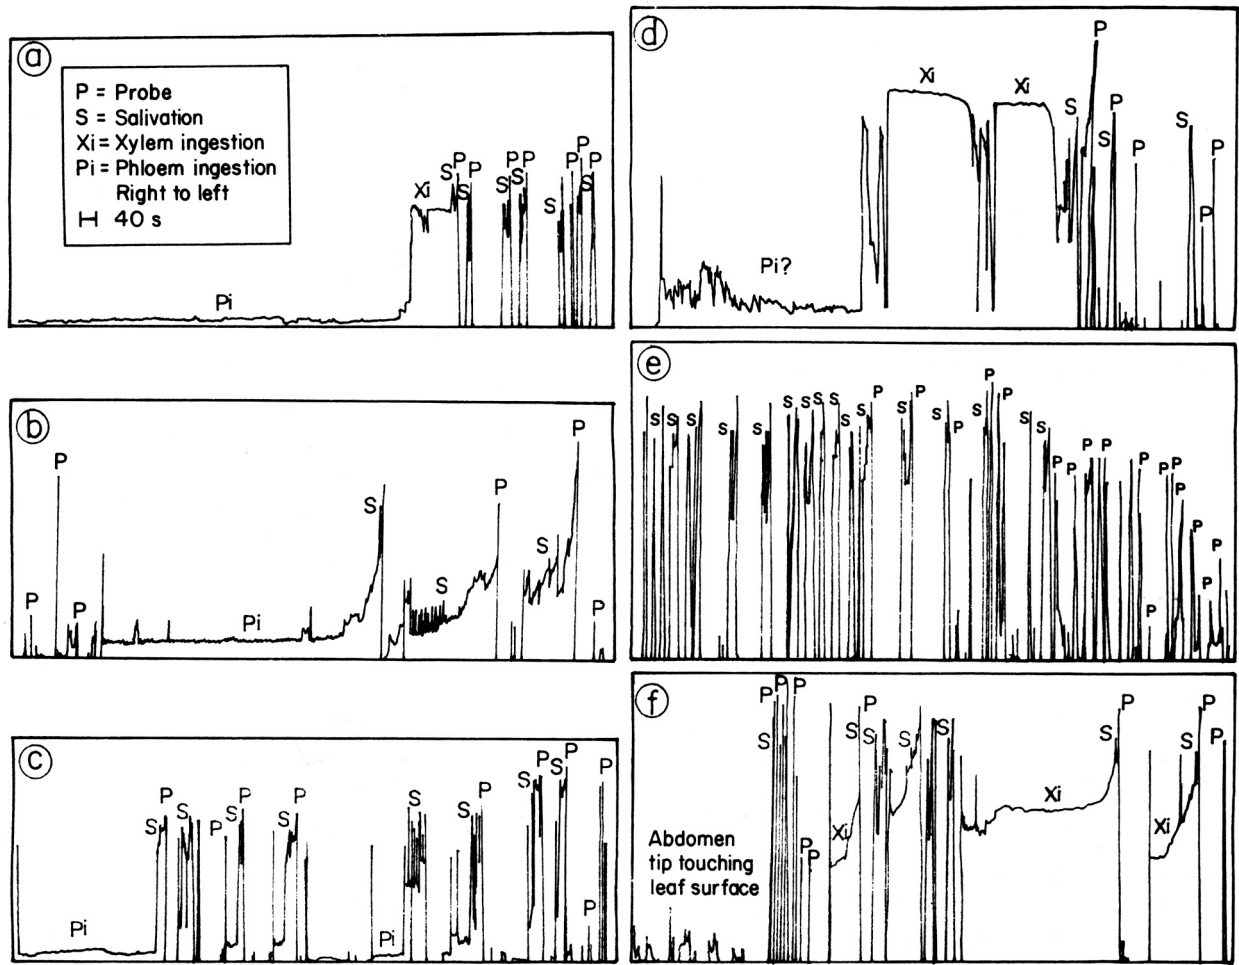 a
P = Probe
S = Salivation
Xi = Xylem ingestion
Pi = Phloem ingestion
Right to left
40 s
Pi
Xi
S P S P
S P S P
S P S P S P
b
P
P
P
Pi
S
S
P
S
P
P
c
Pi
S P S P S P S P
Pi
S
S P
S P S P
P
P
d
Pi?
Xi
Xi
S
P
S P
P
S
P
P
e
S S S S S S S S S S S P
S P
S P
S P P
S S
P P P P
P P P P P P P P
f
Abdomen
tip touching
leaf surface
S P P P
P P
Xi
S P
S
S
S
Xi
S P
Xi
S P
P